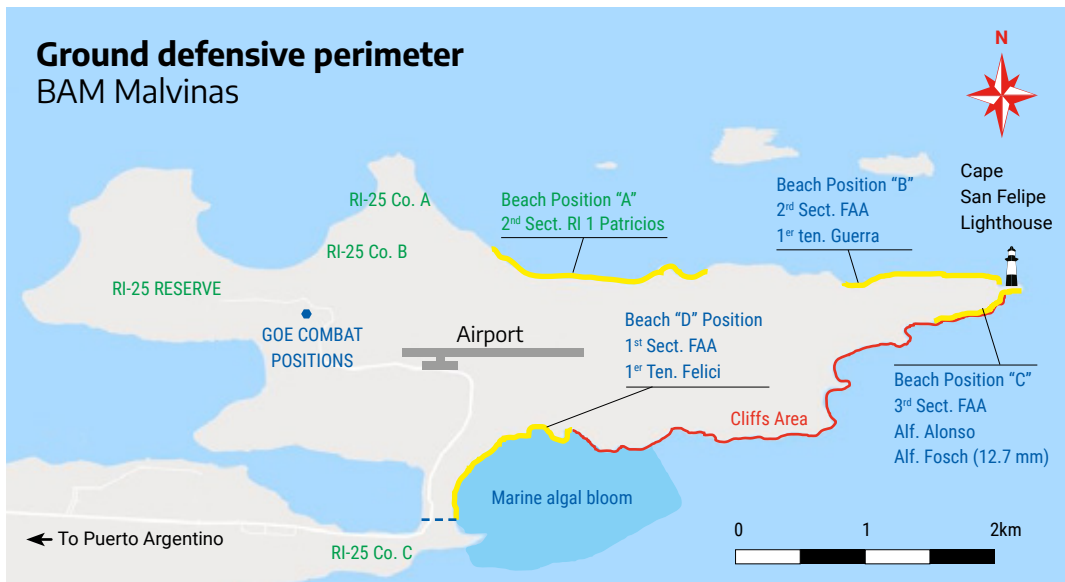 Ground defensive perimeter
BAM Malvinas
N
Cape
San Felipe
Lighthouse
RI-25 Co. A
Beach Position “A”
2nd Sect. RI 1 Patricios
Beach Position “B”
2rd Sect. FAA
1er ten. Guerra
RI-25 Co. B
RI-25 RESERVE
GOE COMBAT
POSITIONS
Airport
Beach “D” Position
1st Sect. FAA
1er Ten. Felici
Beach Position “C”
3rd Sect. FAA
Alf. Alonso
Alf. Fosch (12.7 mm)
Cliffs Area
Marine algal bloom
To Puerto Argentino
RI-25 Co. C
0 1 2km